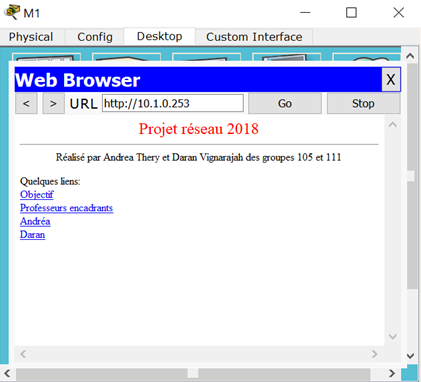 M1
Physical Config Desktop Custom Interface
Web Browser X
< > URL http://10.1.0.253 Go Stop
Projet réseau 2018
Réalisé par Andrea Thery et Daran Vignarajah des groupes 105 et 111
Quelques liens:
Objectif
Professeurs encadrants
Andréa
Daran